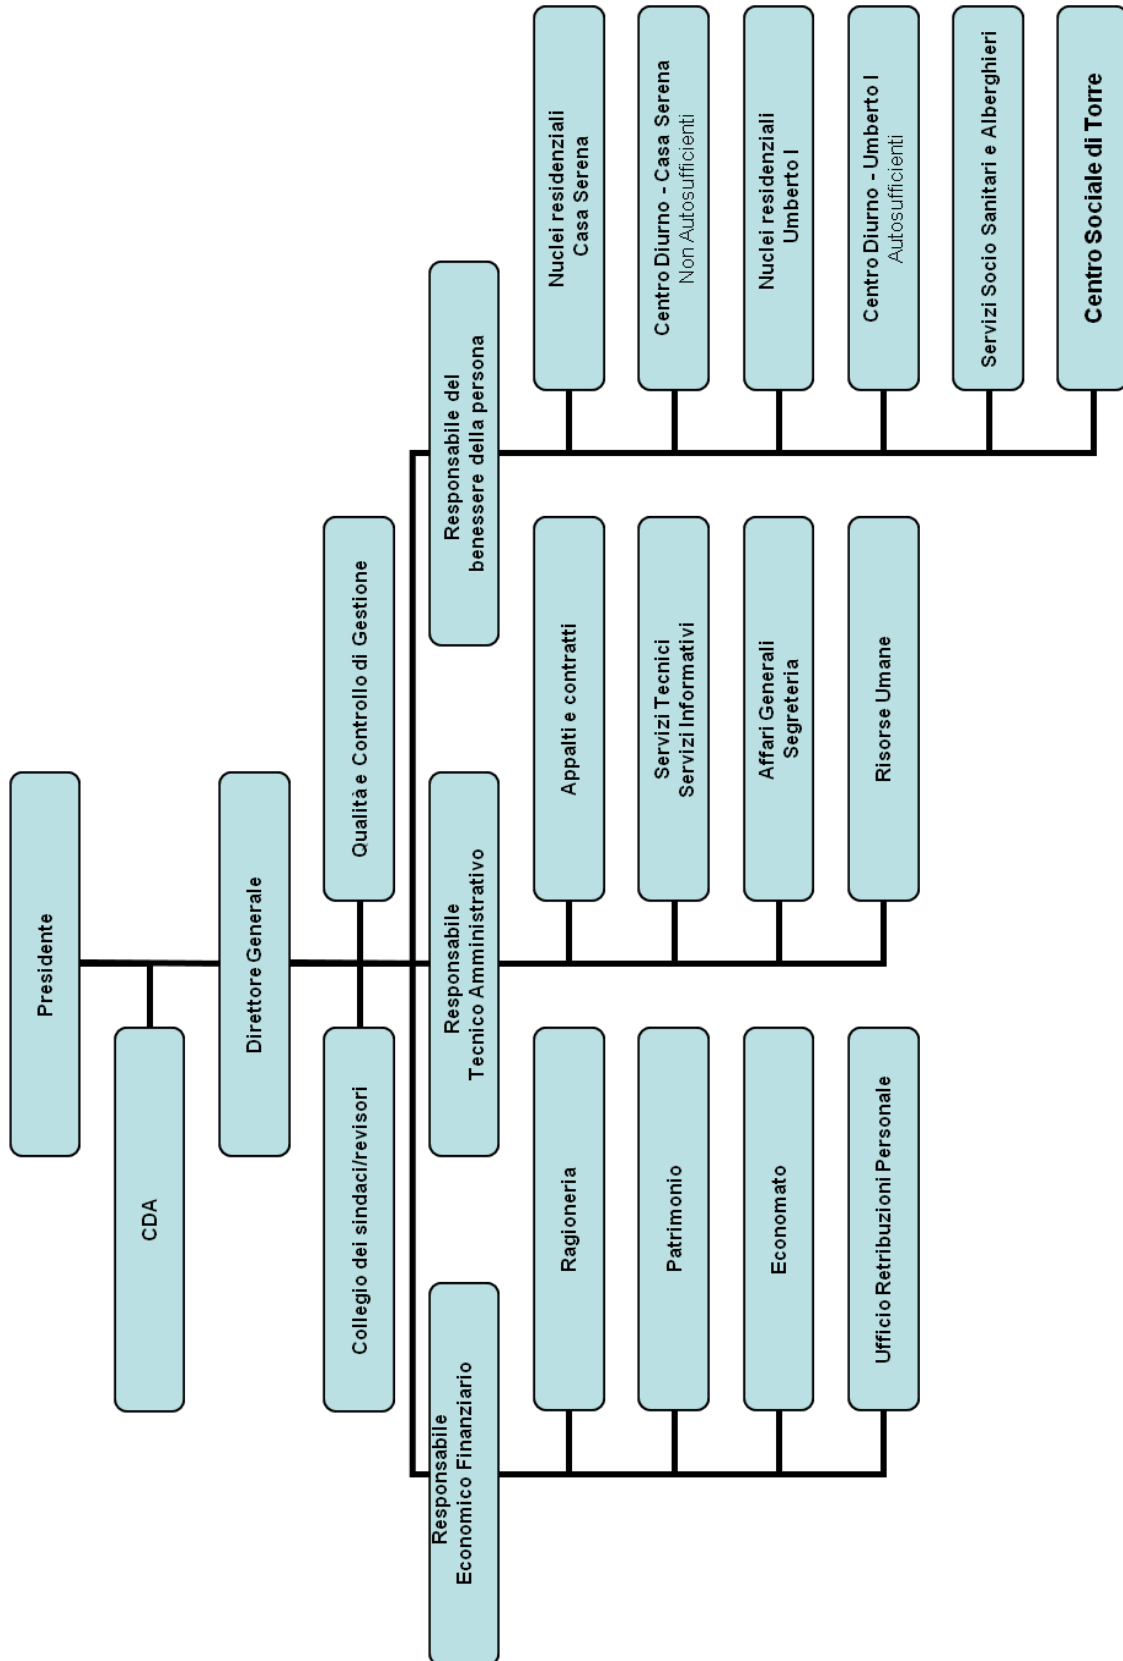 Presidente
CDA
Direttore Generale
Collegio dei sindaci/revisori
Qualità e Controllo di Gestione
Responsabile
Economico Finanziario
Responsabile
Tecnico Amministrativo
Responsabile del
benessere della persona
Ragioneria
Appalti e contratti
Nuclei residenziali
Casa Serena
Patrimonio
Servizi Tecnici
Servizi Informativi
Centro Diurno - Casa Serena
Non Autosufficienti
Economato
Affari Generali
Segreteria
Nuclei residenziali
Umberto I
Ufficio Retribuzioni Personale
Risorse Umane
Centro Diurno - Umberto I
Autosufficienti
Servizi Socio Sanitari e Alberghieri
Centro Sociale di Torre